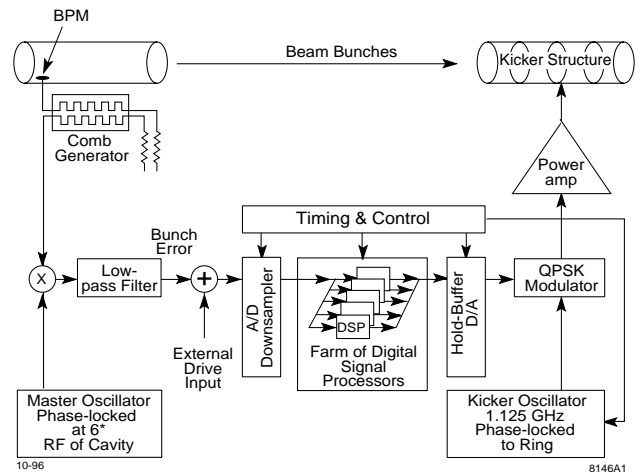 BPM
Beam Bunches
Kicker Structure
Comb
Generator
Power
amp
Timing & Control
Bunch
Error
X
Low-
pass Filter
+
A/D
Downsampler
DSP
Farm of Digital
Signal
Processors
Hold-Buffer
D/A
QPSK
Modulator
External
Drive
Input
Master Oscillator
Phase-locked
at 6*
RF of Cavity
Kicker Oscillator
1.125 GHz
Phase-locked
to Ring
10-96
8146A1